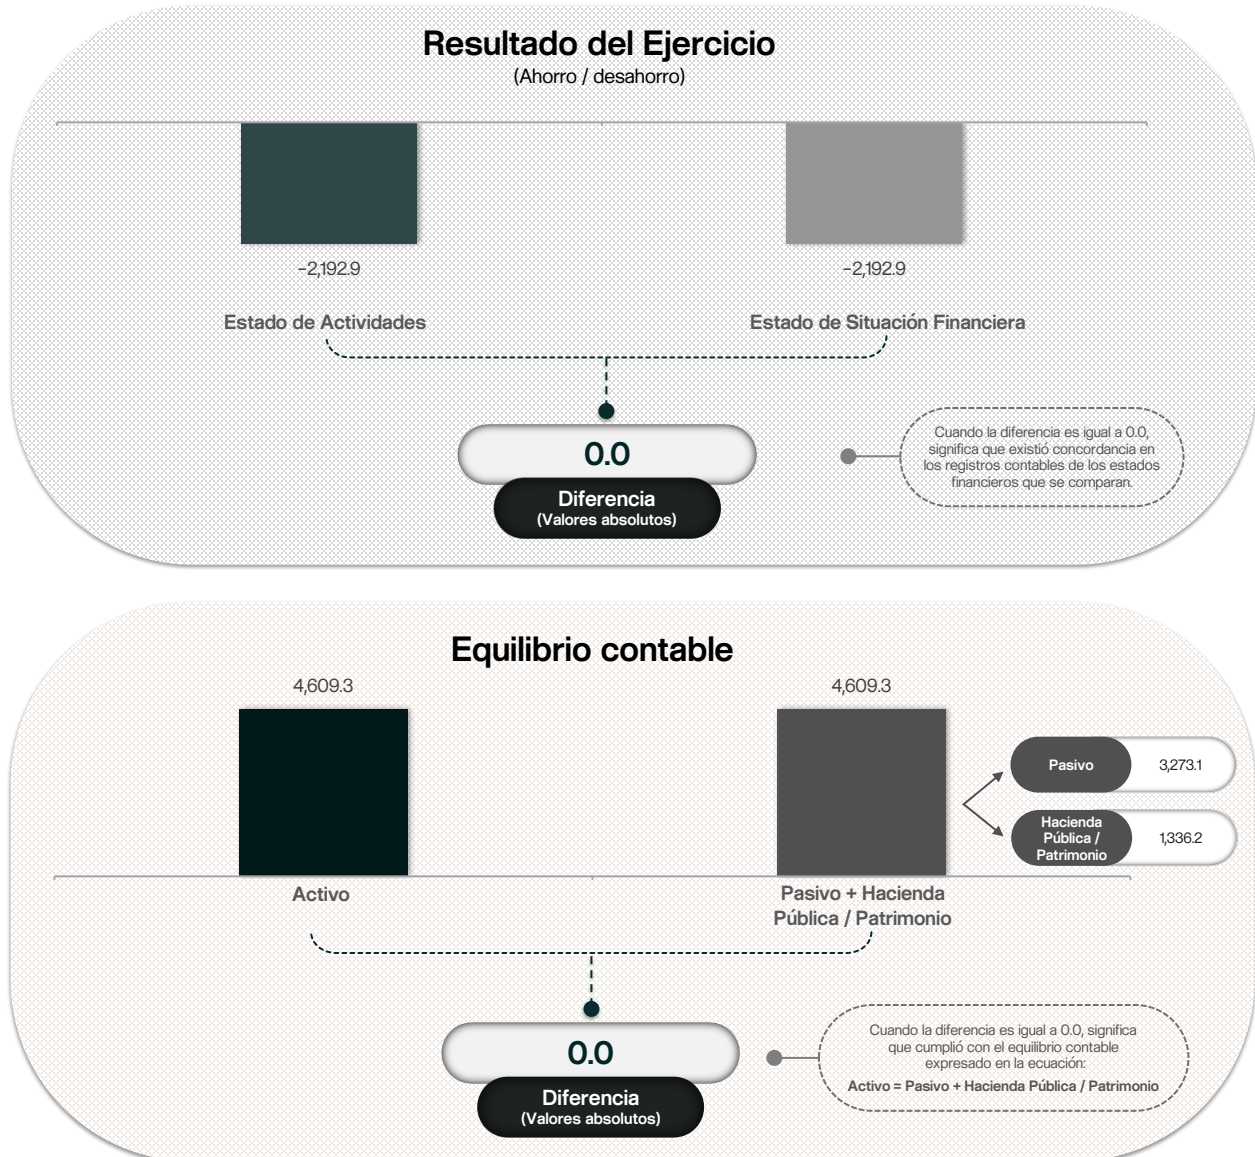 Resultado del Ejercicio
(Ahorro / desahorro)
-2,192.9
-2,192.9
Estado de Actividades
Estado de Situación Financiera
0.0
Diferencia
(Valores absolutos)
Cuando la diferencia es igual a 0.0,
significa que existió concordancia en
los registros contables de los estados
financieros que se comparan.
Equilibrio contable
4,609.3
4,609.3
Pasivo
3,273.1
Hacienda
Pública /
Patrimonio
1,336.2
Activo
Pasivo + Hacienda
Pública / Patrimonio
0.0
Diferencia
(Valores absolutos)
Cuando la diferencia es igual a 0.0, significa
que cumplió con el equilibrio contable
expresado en la ecuación:
Activo = Pasivo + Hacienda Pública / Patrimonio